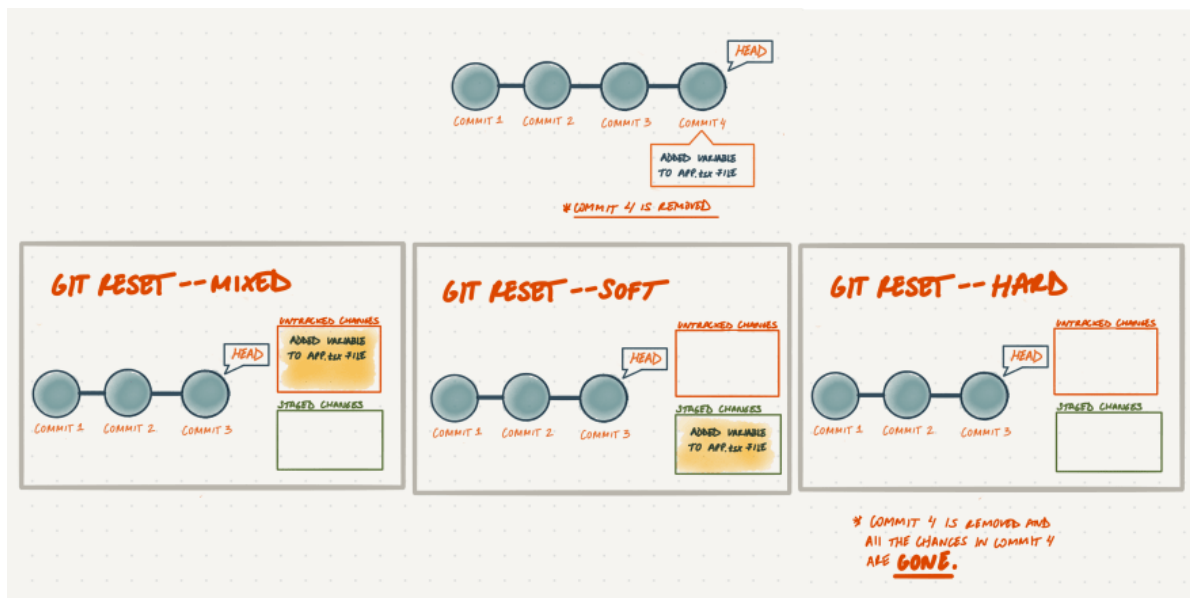 HEAD
COMMIT 1 COMMIT 2 COMMIT 3 COMMIT 4
ADDED VARIABLE
TO APP.tsx FILE
* COMMIT 4 IS REMOVED
GIT RESET --MIXED
UNTRACKED CHANGES
ADDED VARIABLE
TO APP.tsx FILE
HEAD
STAGED CHANGES
COMMIT 1 COMMIT 2 COMMIT 3
GIT RESET --SOFT
UNTRACKED CHANGES
HEAD
STAGED CHANGES
ADDED VARIABLE
TO APP.tsx FILE
COMMIT 1 COMMIT 2 COMMIT 3
GIT RESET --HARD
UNTRACKED CHANGES
HEAD
STAGED CHANGES
COMMIT 1 COMMIT 2 COMMIT 3
* COMMIT 4 IS REMOVED AND
All THE CHANGES IN COMMIT 4
ARE GONE.